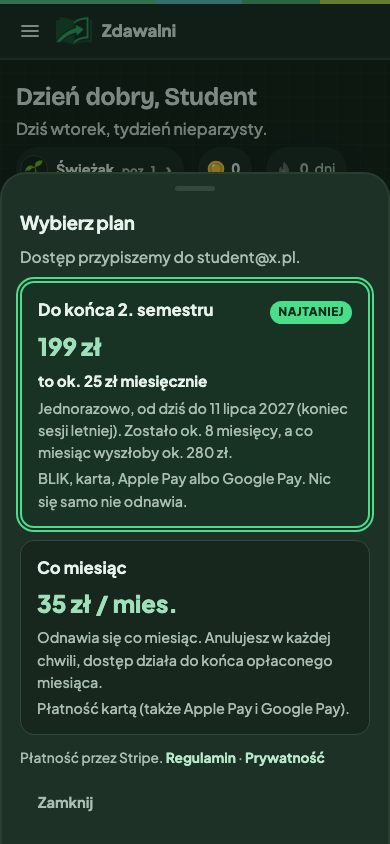 Zdawalni
Dzień dobry, Student
Dziś wtorek, tydzień nieparzysty.
Świeżak poz. 1 › 0 0 dni
Wybierz plan
Dostęp przypiszemy do student@x.pl.
Do końca 2. semestru NAJTANIEJ
199 zł
to ok. 25 zł miesięcznie
Jednorazowo, od dziś do 11 lipca 2027 (koniec
sesji letniej). Zostało ok. 8 miesięcy, a co
miesiąc wyszłoby ok. 280 zł.
BLIK, karta, Apple Pay albo Google Pay. Nic
się samo nie odnawia.
Co miesiąc
35 zł / mies.
Odnawia się co miesiąc. Anulujesz w każdej
chwili, dostęp działa do końca opłaconego
miesiąca.
Płatność kartą (także Apple Pay i Google Pay).
Płatność przez Stripe. Regulamin · Prywatność
Zamknij